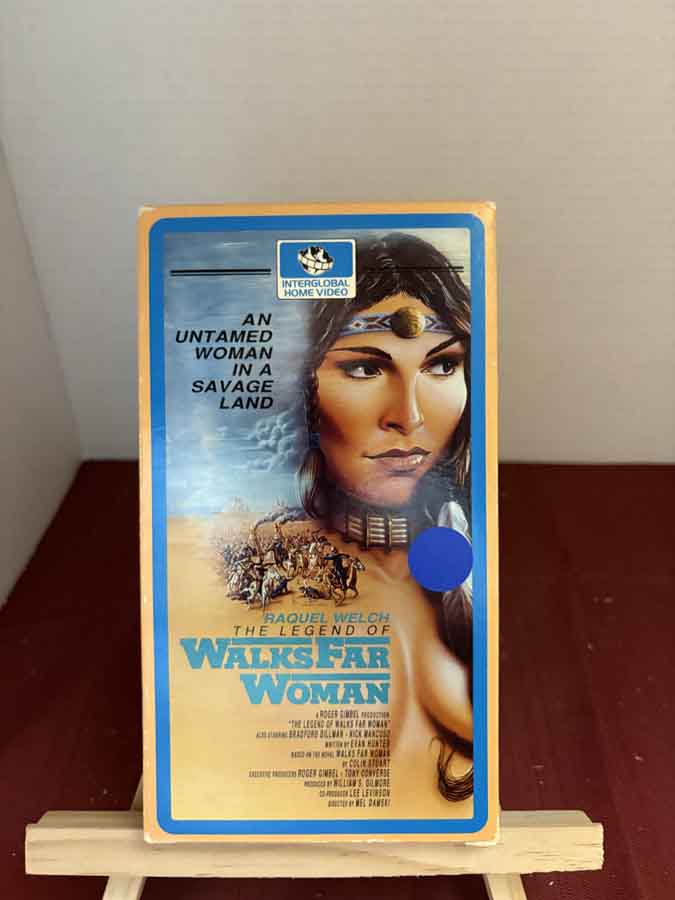 INTERGLOBAL
HOME VIDEO
AN
UNTAMED
WOMAN
IN A
SAVAGE
LAND
RAQUEL WELCH
THE LEGEND OF
WALKS FAR
WOMAN
A ROGER GIMBEL PRODUCTION
"THE LEGEND OF WALKS FAR WOMAN"
ALSO STARRING BRADFORD DILLMAN · NICK MANCUSO
WRITTEN BY EVAN HUNTER
BASED ON THE NOVEL WALKS FAR WOMAN
BY COLIN STUART
EXECUTIVE PRODUCERS ROGER GIMBEL · TONY CONVERSE
PRODUCED BY WILLIAM S. GILMORE
CO-PRODUCER LEE LEVINSON
DIRECTED BY MEL DAMSKI